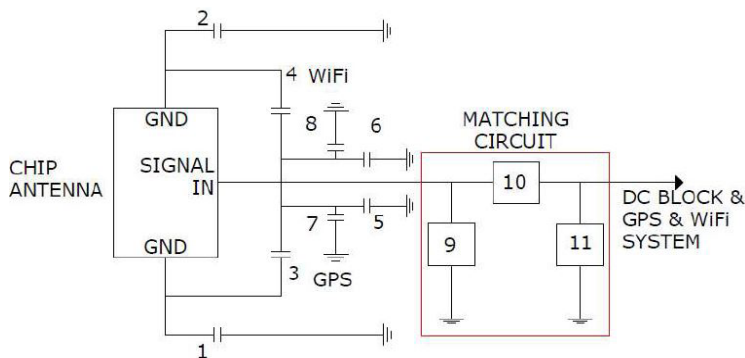 2
4 WiFi
GND
8
6
MATCHING
CIRCUIT
CHIP
ANTENNA
SIGNAL
IN
10
DC BLOCK &
GPS & WiFi
SYSTEM
7
5
9
11
GND
3
GPS
1